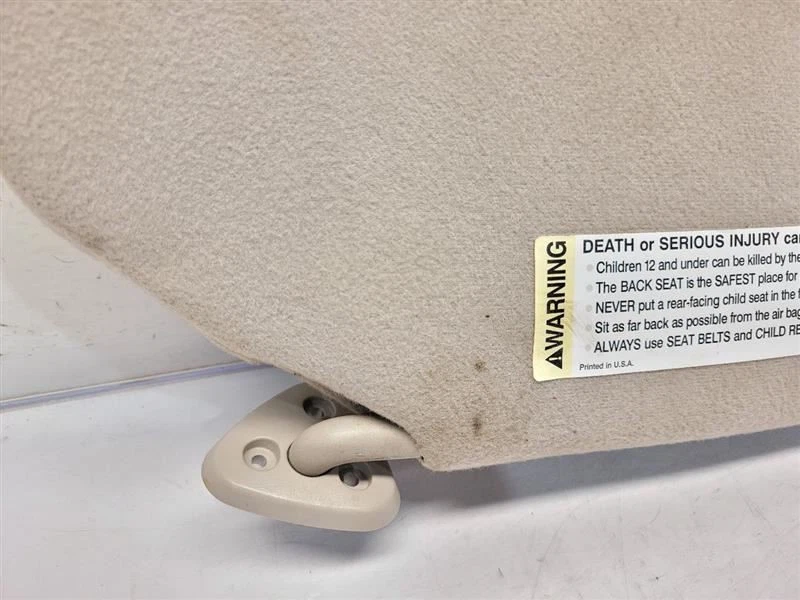 WARNING
DEATH or SERIOUS INJURY
Children 12 and under can be killed by the
The BACK SEAT is the SAFEST place for
NEVER put a rear-facing child seat in the
Sit as far back as possible from the air bag
ALWAYS use SEAT BELTS and CHILD
Printed in U.S.A.